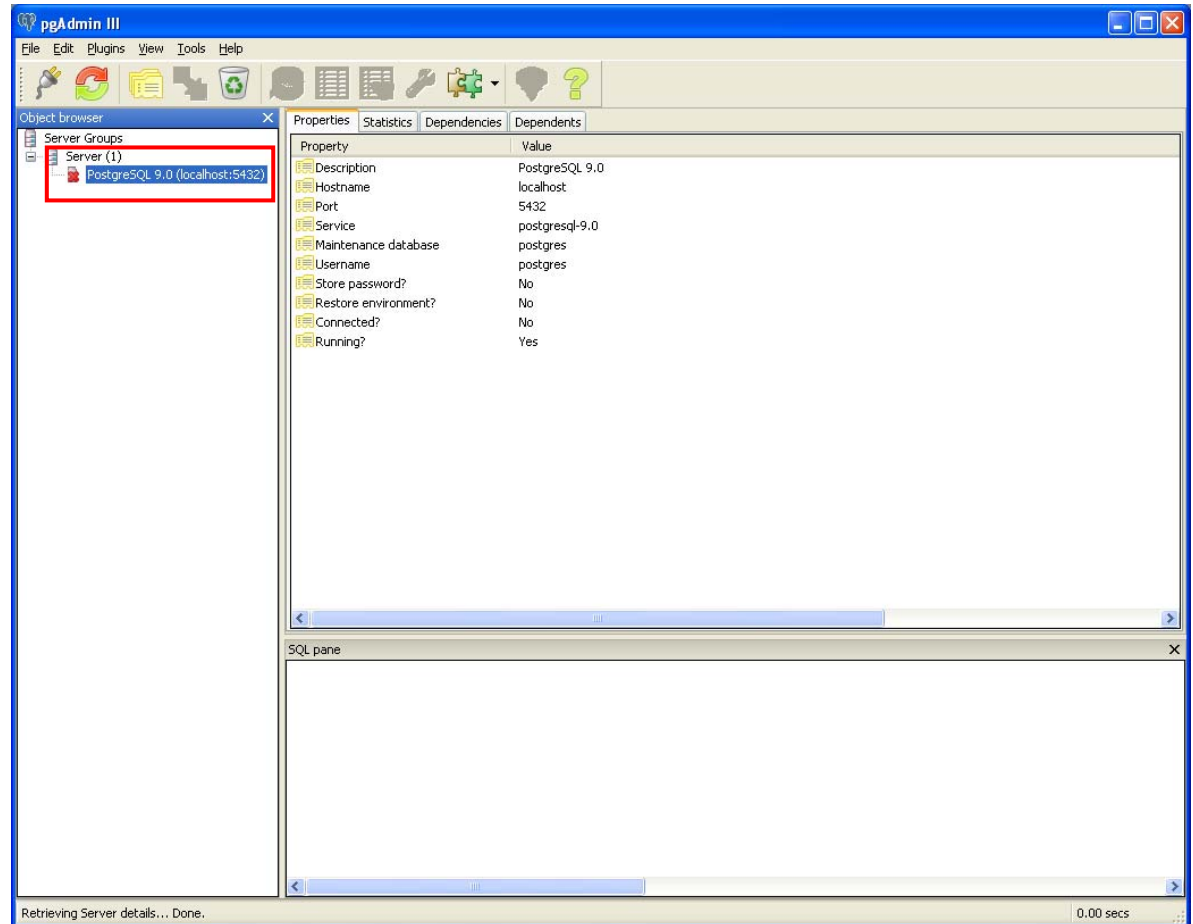 pgAdmin III
File Edit Plugins View Tools Help
Object browser
Server Groups
Server (1)
PostgreSQL 9.0 (localhost:5432)
Properties Statistics Dependencies Dependents
Property Value
Description PostgreSQL 9.0
Hostname localhost
Port 5432
Service postgresql-9.0
Maintenance database postgres
Username postgres
Store password? No
Restore environment? No
Connected? No
Running? Yes
SQL pane
Retrieving Server details... Done. 0.00 secs